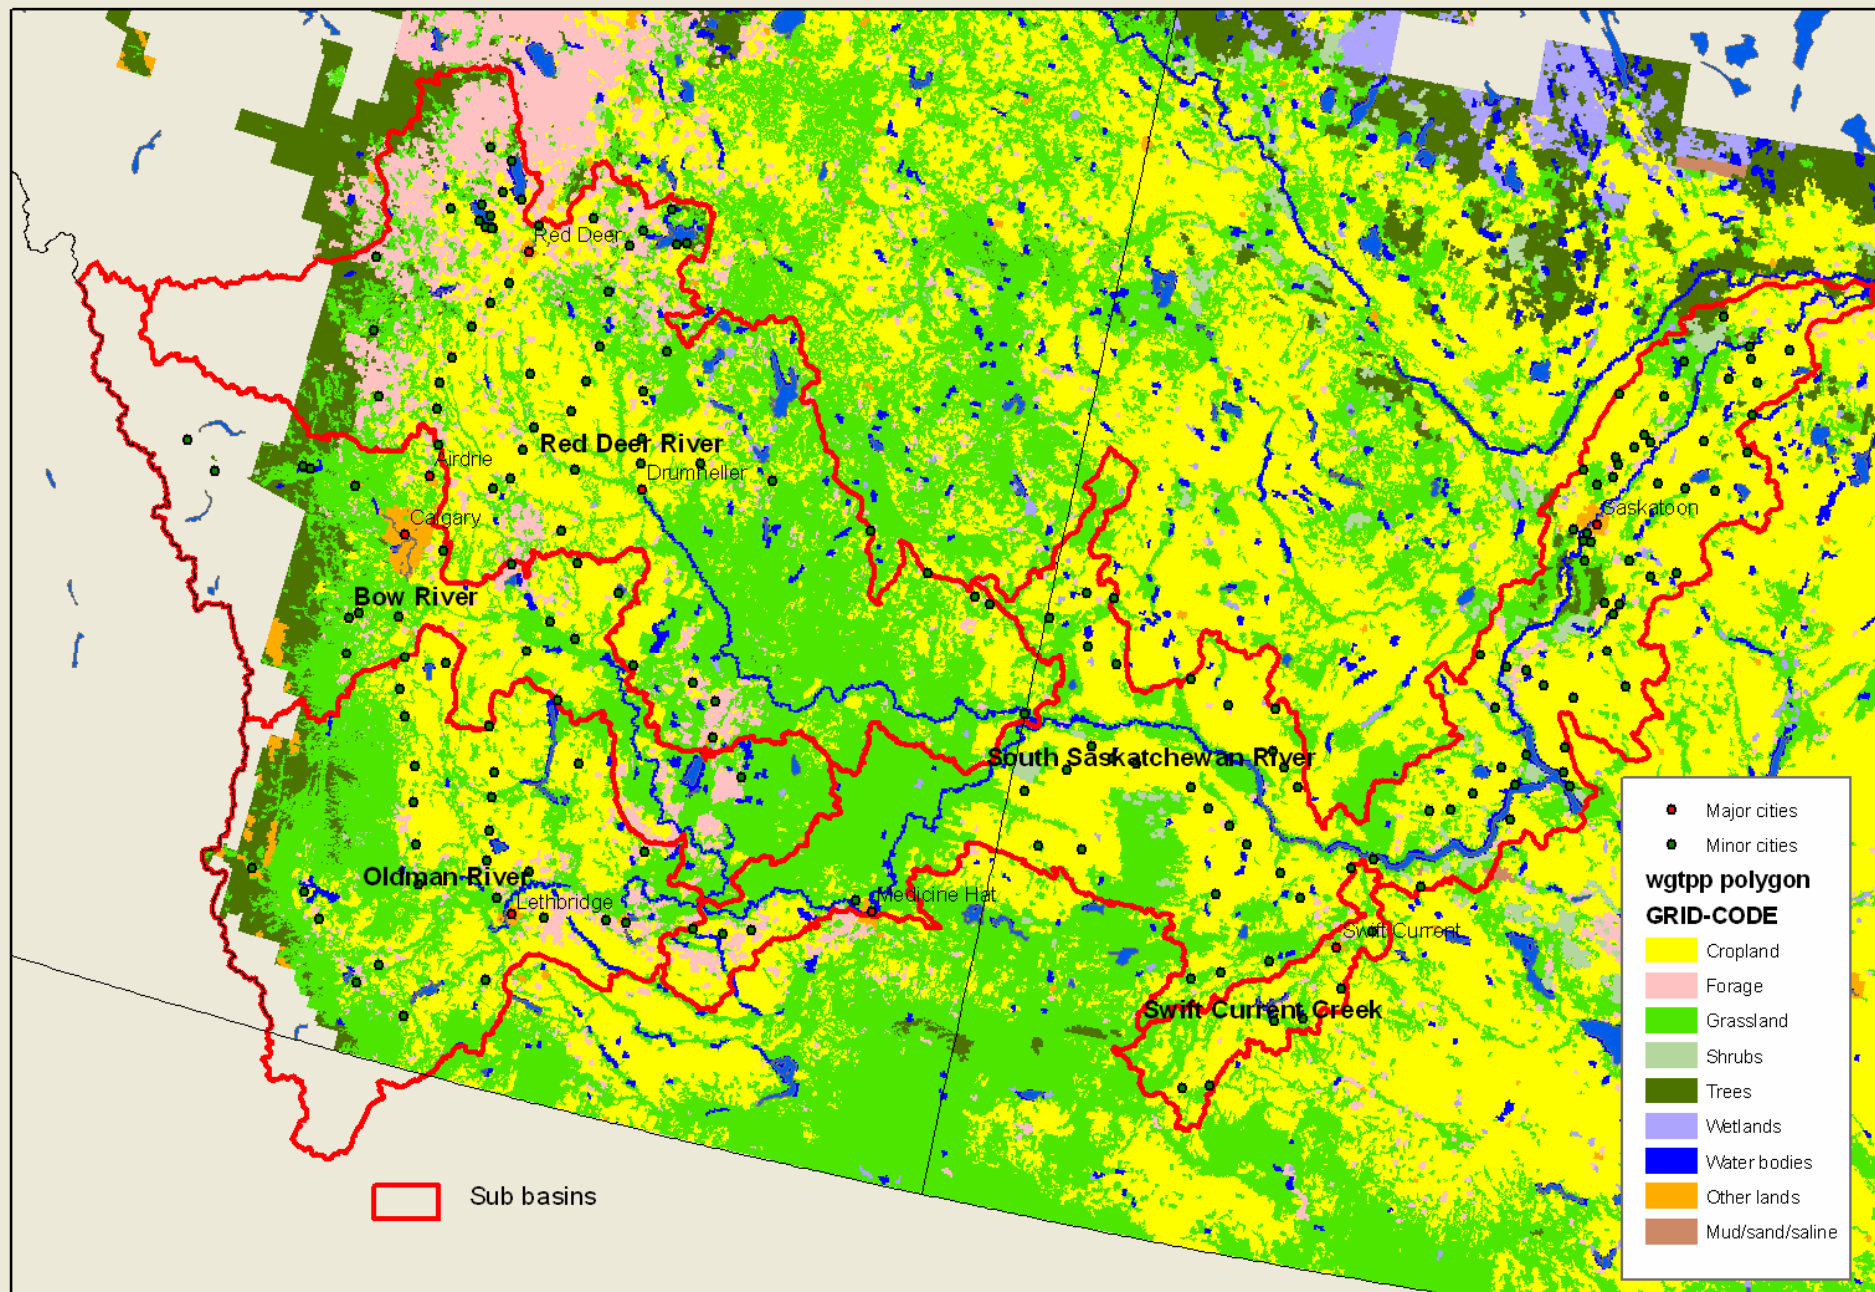 Red Deer
Red Deer River
Airdrie
Drumheller
Calgary
Saskatoon
Bow River
South Saskatchewan River
Oldman River
Lethbridge
Medicine Hat
Swift Current
Swift Current Creek
Sub basins
Major cities
Minor cities
wgtpp polygon
GRID-CODE
Cropland
Forage
Grassland
Shrubs
Trees
Wetlands
Water bodies
Other lands
Mud/sand/saline